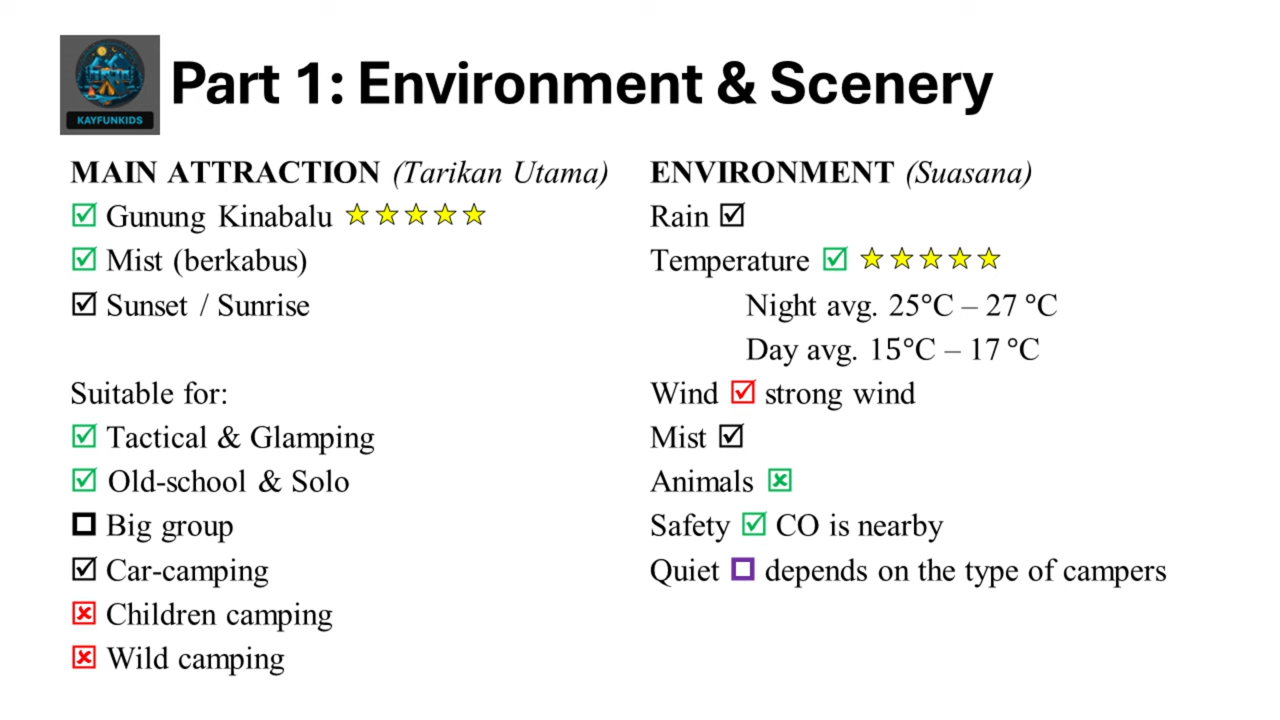 KAYFUNKIDS
Part 1: Environment & Scenery
MAIN ATTRACTION (Tarikan Utama)
☑ Gunung Kinabalu ★★★★★
☑ Mist (berkabus)
☑ Sunset / Sunrise
Suitable for:
☑ Tactical & Glamping
☑ Old-school & Solo
☐ Big group
☑ Car-camping
☒ Children camping
☒ Wild camping
ENVIRONMENT (Suasana)
Rain ☑
Temperature ☑ ★★★★★
Night avg. 25°C – 27 °C
Day avg. 15°C – 17 °C
Wind ☑ strong wind
Mist ☑
Animals ☒
Safety ☑ CO is nearby
Quiet ☐ depends on the type of campers